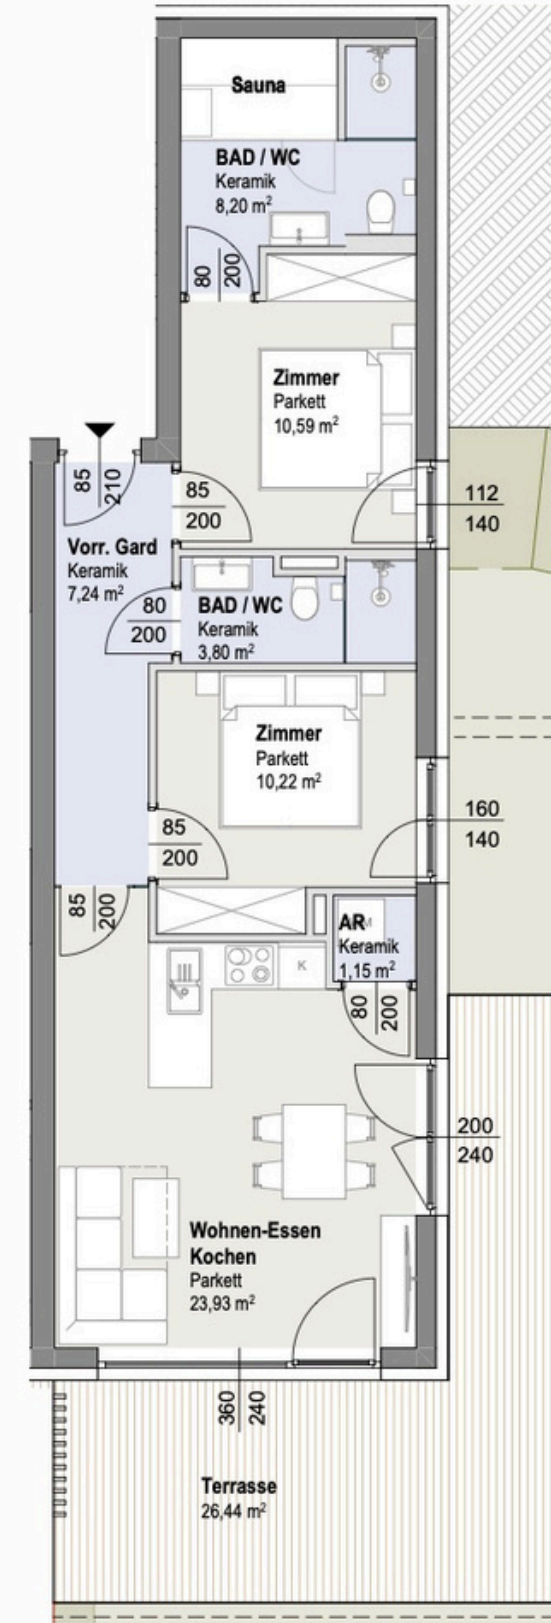 Sauna
BAD / WC
Keramik
8,20 m²
80
200
Zimmer
Parkett
10,59 m²
85
210
85
200
112
140
Vorr. Gard
Keramik
7,24 m²
80
200
BAD / WC
Keramik
3,80 m²
Zimmer
Parkett
10,22 m²
160
140
85
200
85
200
AR
Keramik
1,15 m²
K
80
200
200
240
Wohnen-Essen
Kochen
Parkett
23,93 m²
360
240
Terrasse
26,44 m²